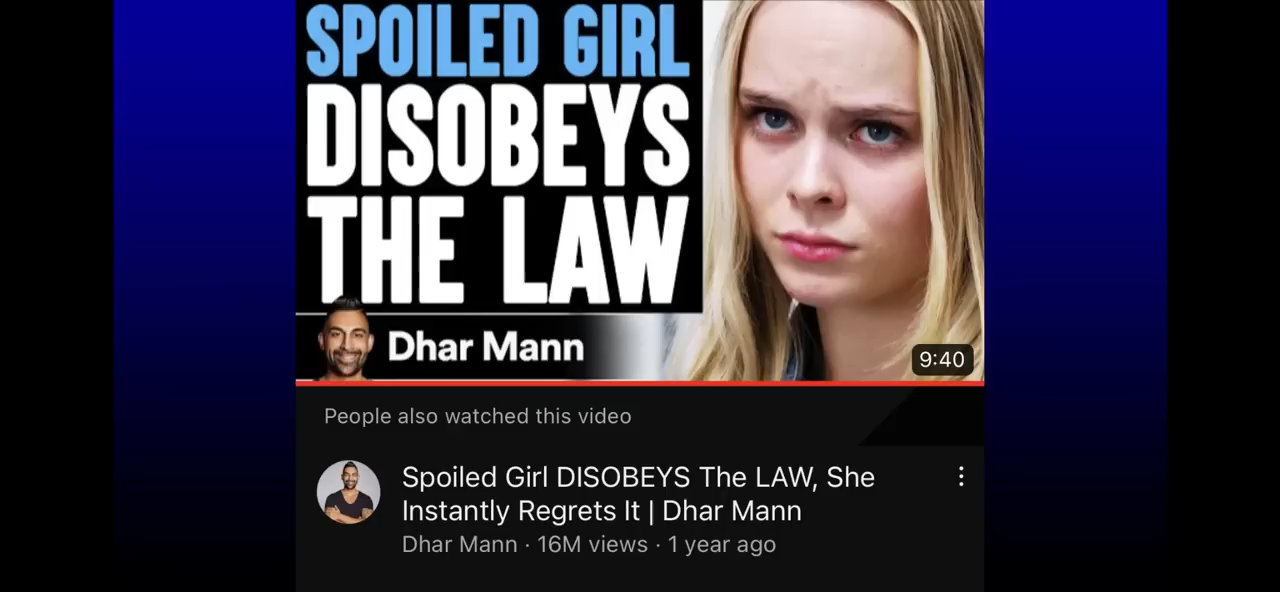 SPOILED GIRL
DISOBEYS
THE LAW
Dhar Mann
9:40
People also watched this video
Spoiled Girl DISOBEYS The LAW, She
Instantly Regrets It | Dhar Mann
Dhar Mann · 16M views · 1 year ago